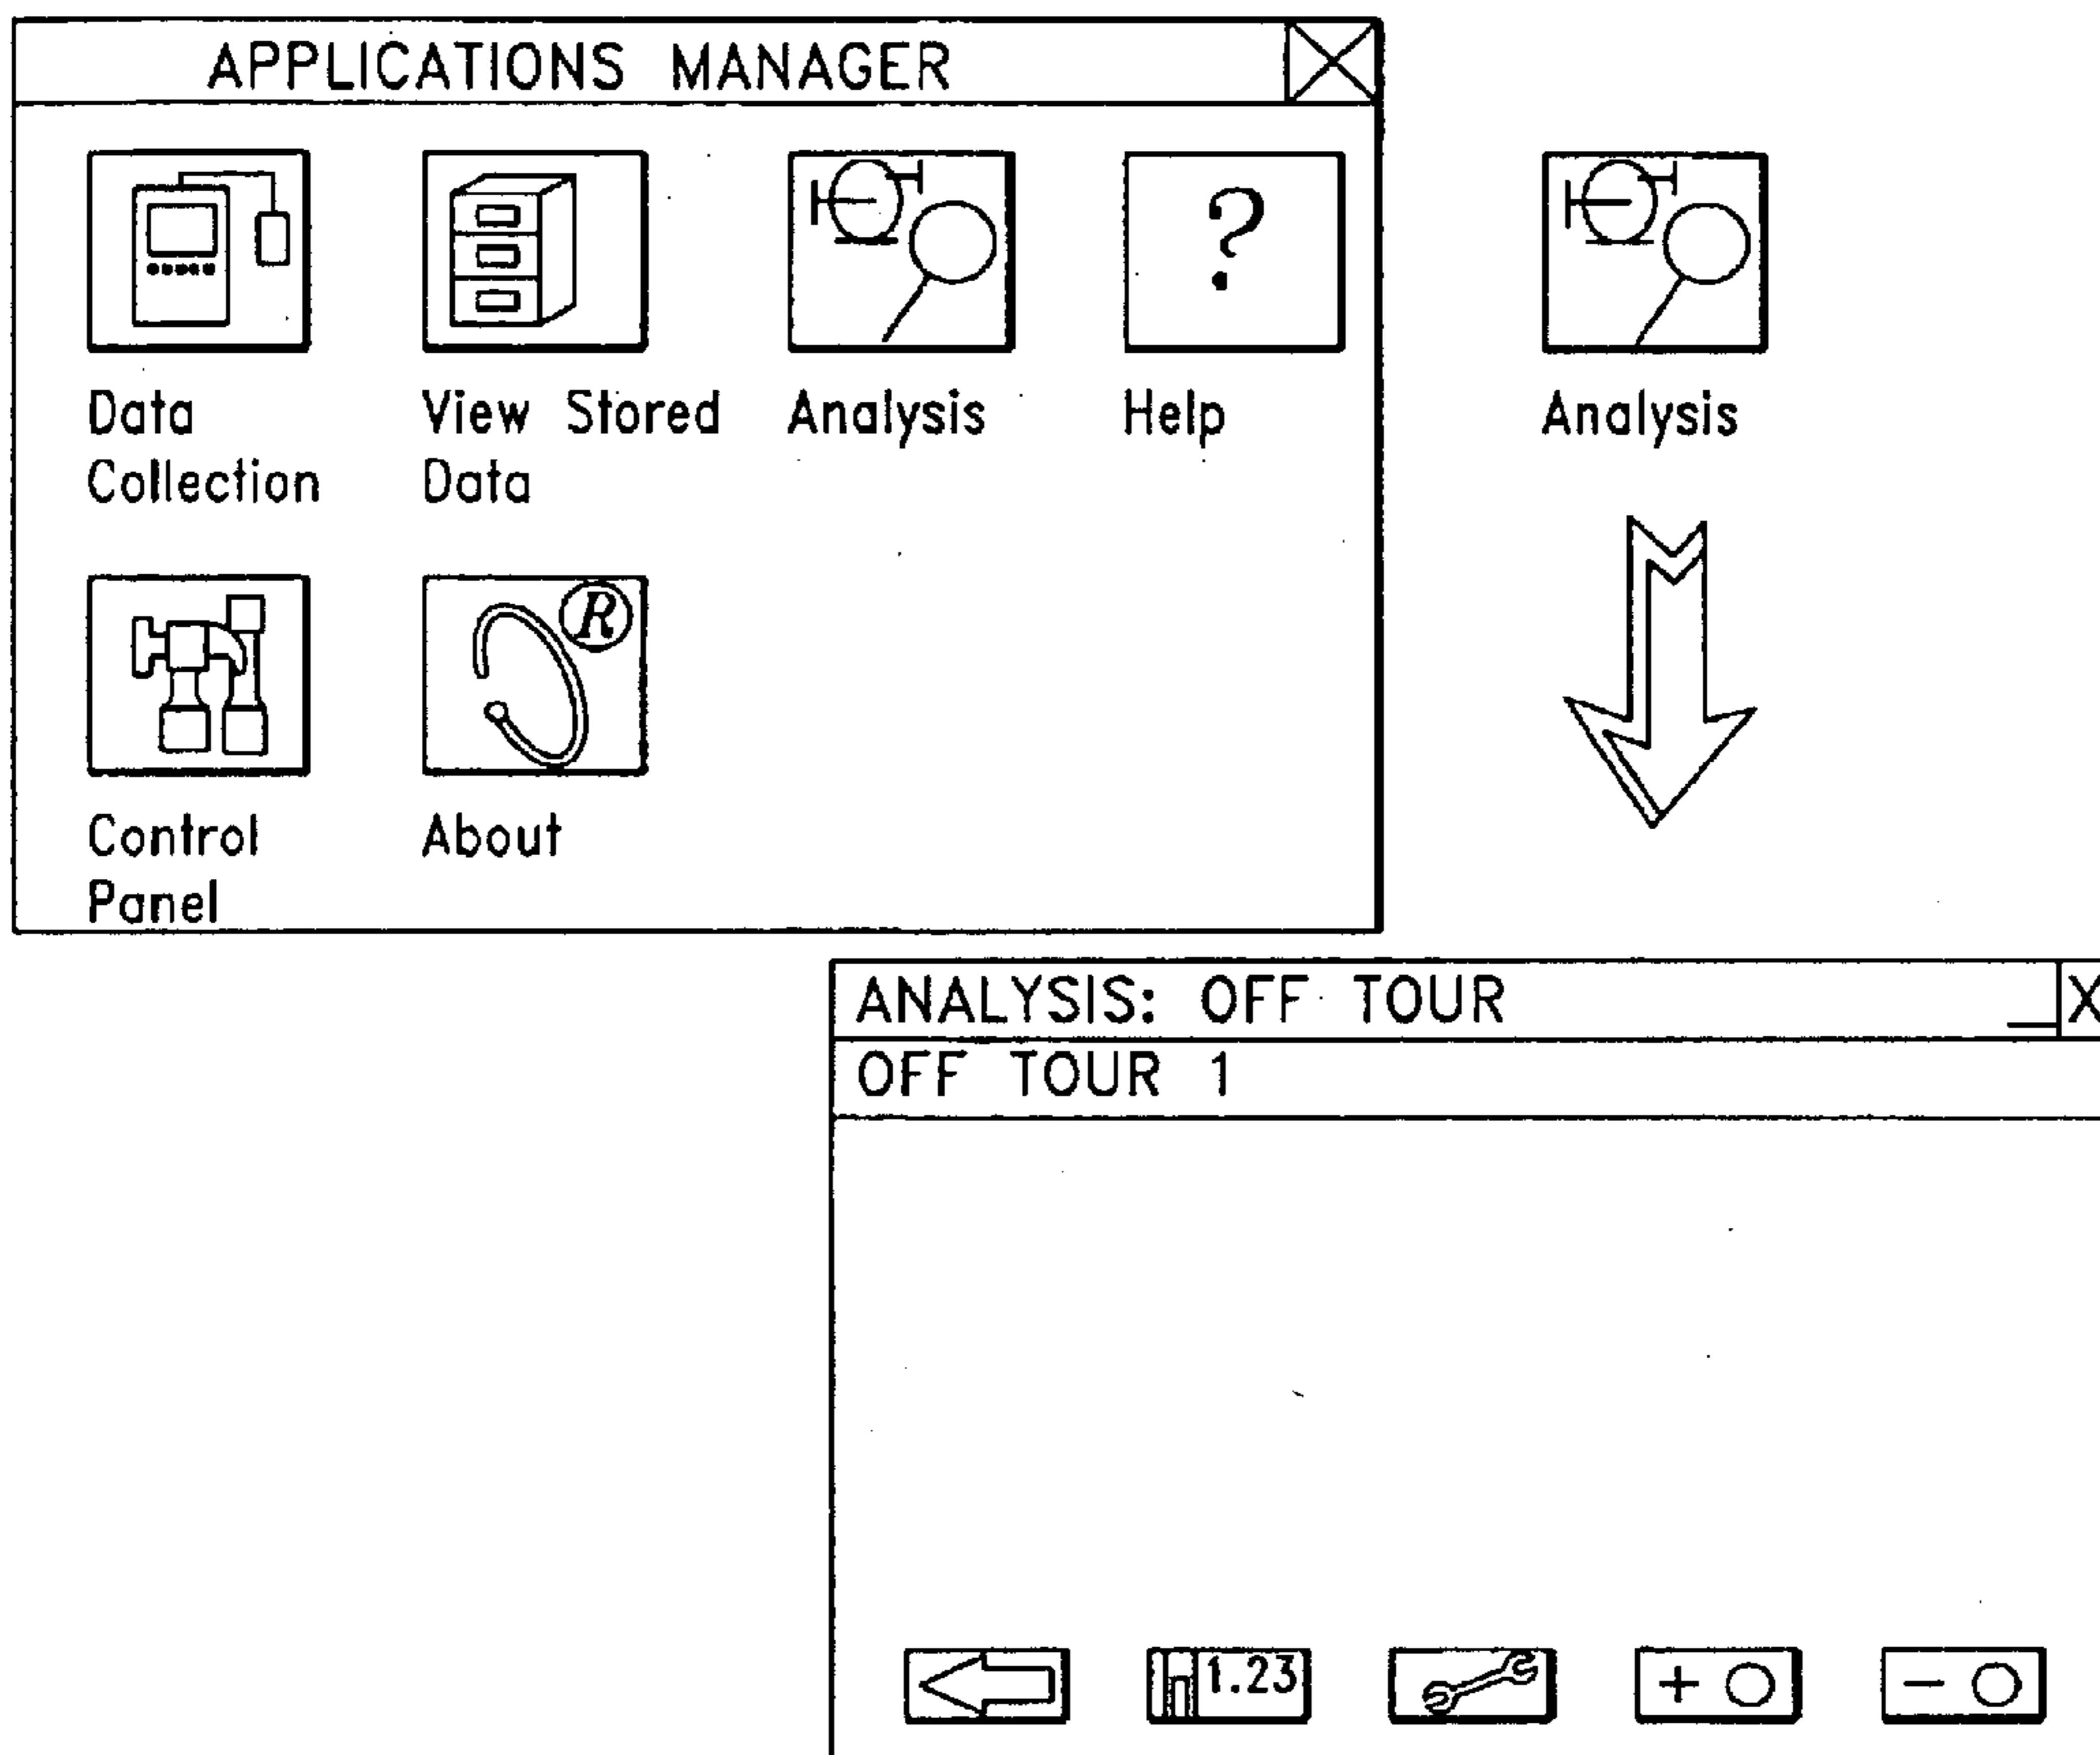 APPLICATIONS MANAGER
Data
Collection
View Stored
Data
Analysis
Help
Analysis
?
R
Control
Panel
About
ANALYSIS: OFF TOUR
_ X
OFF TOUR 1
1.23
+
-